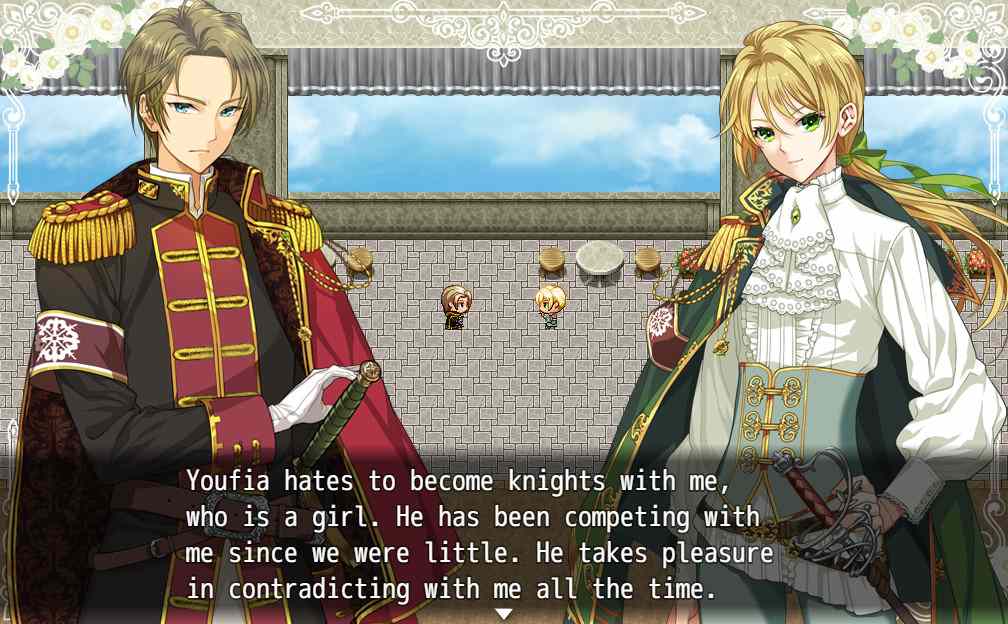 Youfia hates to become knights with me,
who is a girl. He has been competing with
me since we were little. He takes pleasure
in contradicting with me all the time.